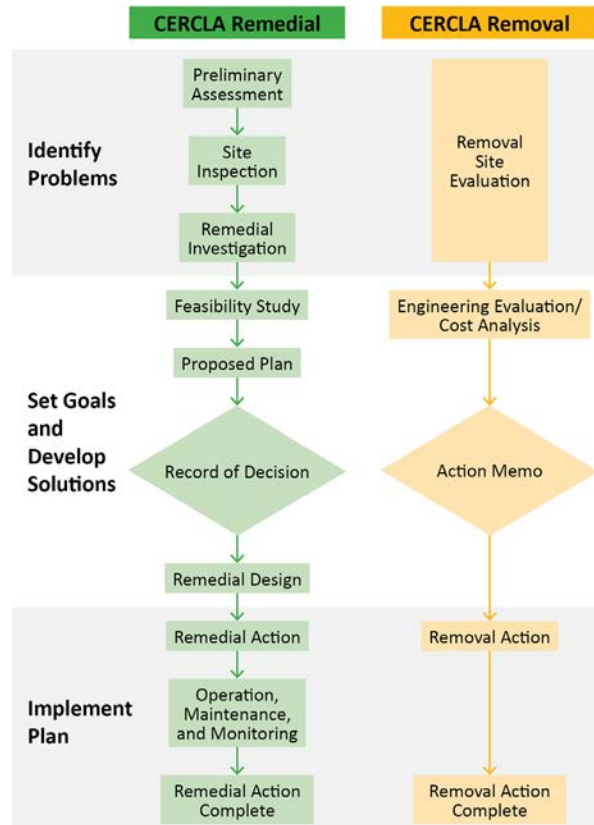 CERCLA Remedial
CERCLA Removal
Identify
Problems
Preliminary
Assessment
Site
Inspection
Remedial
Investigation
Removal
Site
Evaluation
Set Goals
and
Develop
Solutions
Feasibility Study
Proposed Plan
Record of Decision
Remedial Design
Engineering Evaluation/
Cost Analysis
Action Memo
Implement
Plan
Remedial Action
Operation,
Maintenance,
and Monitoring
Remedial Action
Complete
Removal Action
Removal Action
Complete